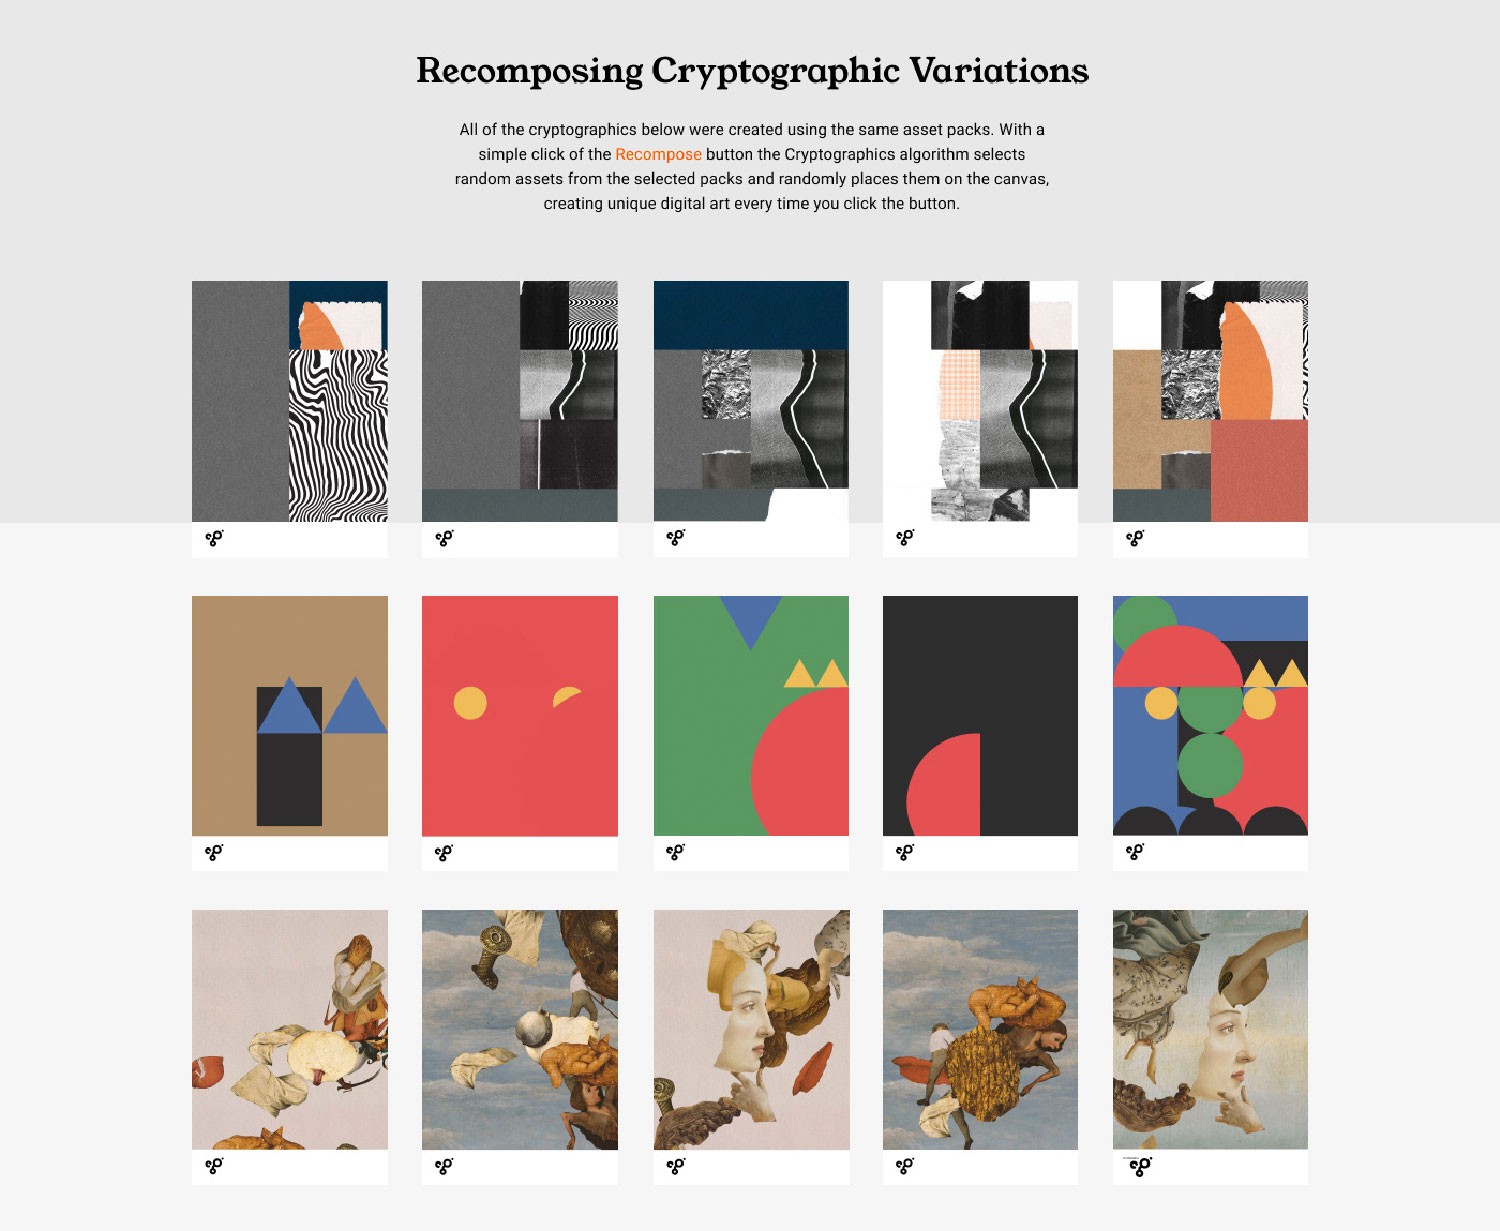 Recomposing Cryptographic Variations
All of the cryptographics below were created using the same asset packs. With a
simple click of the Recompose button the Cryptographics algorithm selects
random assets from the selected packs and randomly places them on the canvas,
creating unique digital art every time you click the button.